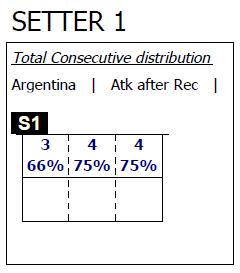 SETTER 1
Total Consecutive distribution
Argentina | Atk after Rec |
S1
3 4 4
66% 75% 75%